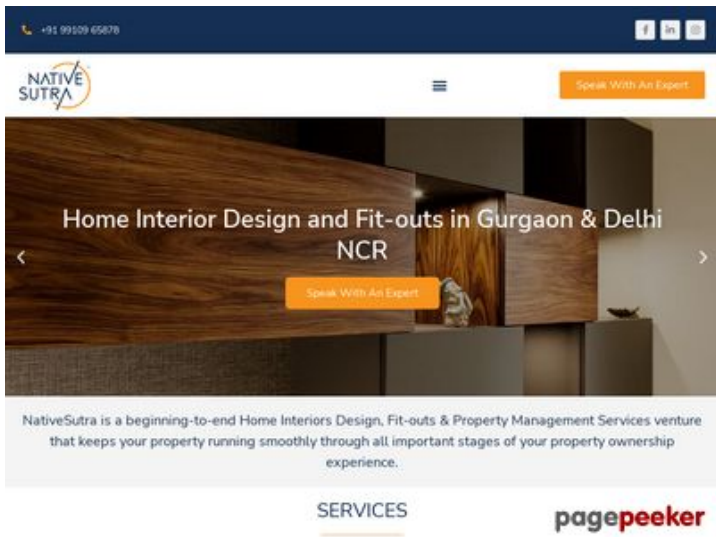 +91 99109 65878
NATIVE
SUTRA
Speak With An Expert
Home Interior Design and Fit-outs in Gurgaon & Delhi
NCR
Speak With An Expert
NativeSutra is a beginning-to-end Home Interiors Design, Fit-outs & Property Management Services venture
that keeps your property running smoothly through all important stages of your property ownership
experience.
SERVICES
pagepeeker